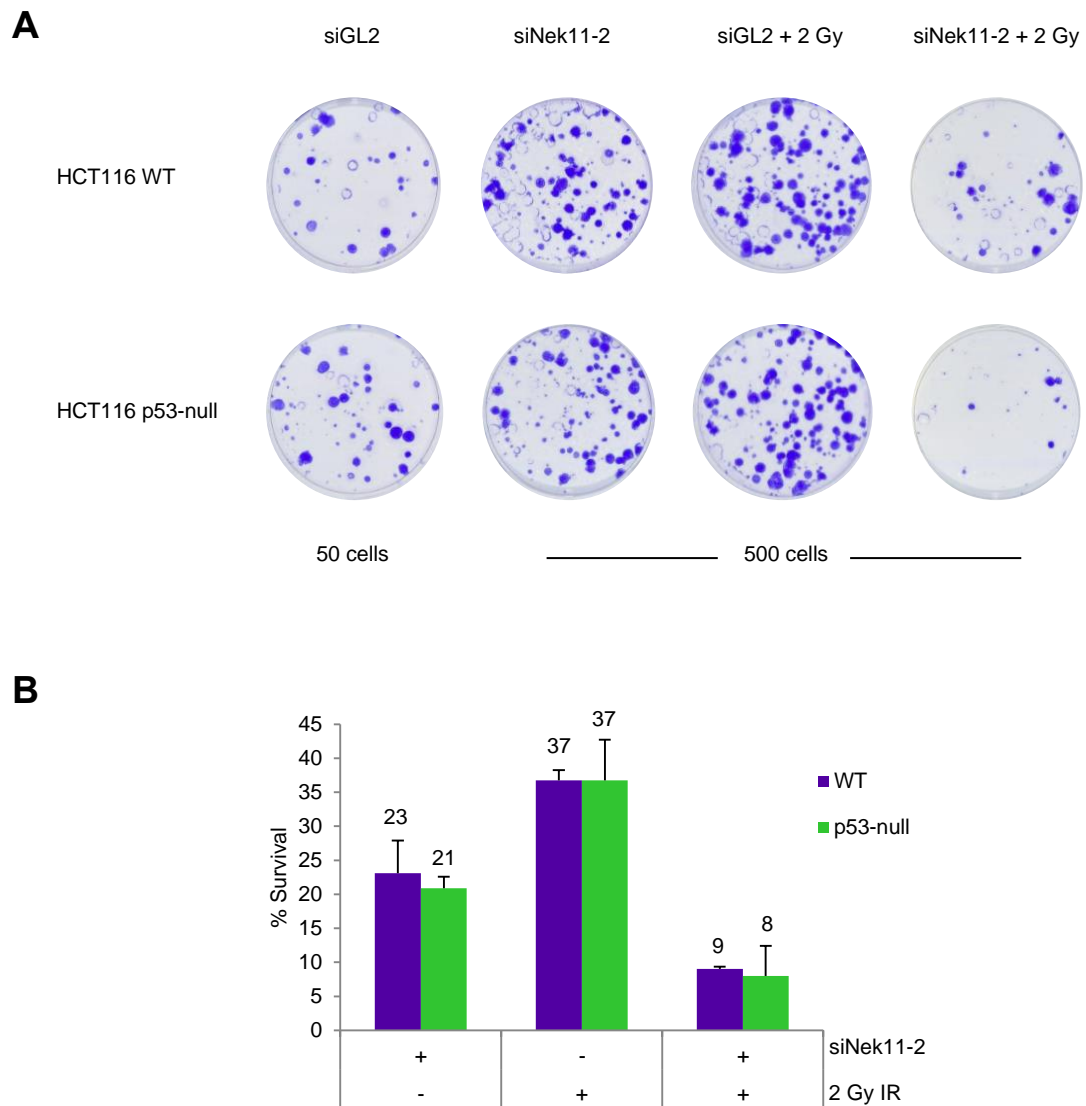 A
siGL2 siNek11-2 siGL2 + 2 Gy siNek11-2 + 2 Gy
HCT116 WT
HCT116 p53-null
50 cells 500 cells
B
% Survival
45
40
35
30
25
20
15
10
5
0
23 21 37 37 9 8
WT
p53-null
+ - + siNek11-2
- + + 2 Gy IR